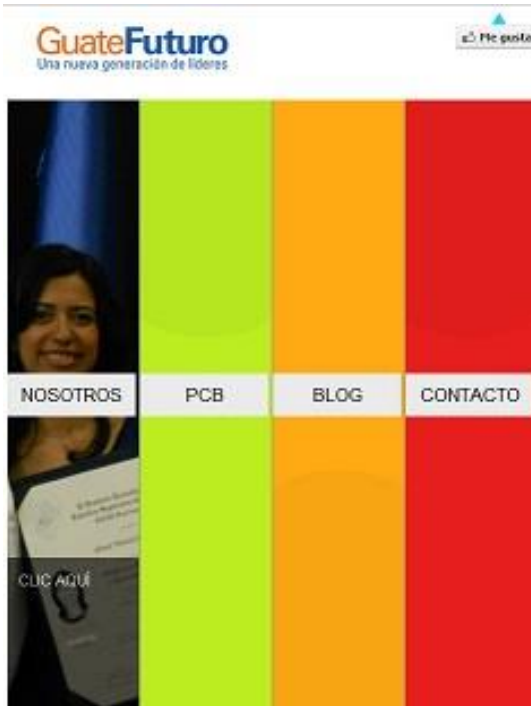 GuateFuturo
Una nueva generación de líderes
Me gusta
NOSOTROS
PCB
BLOG
CONTACTO
CLIC AQUÍ